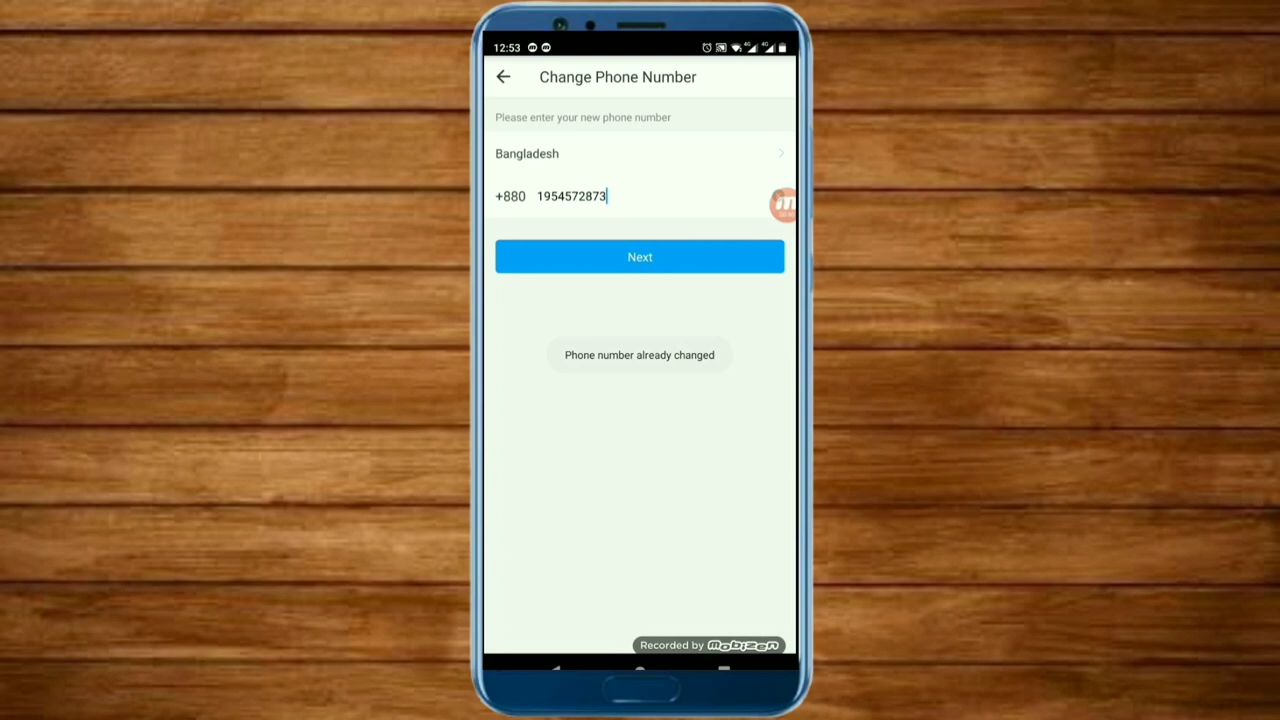 12:53
Change Phone Number
Please enter your new phone number
Bangladesh
+880 1954572873
Next
Phone number already changed
Recorded by mobizen